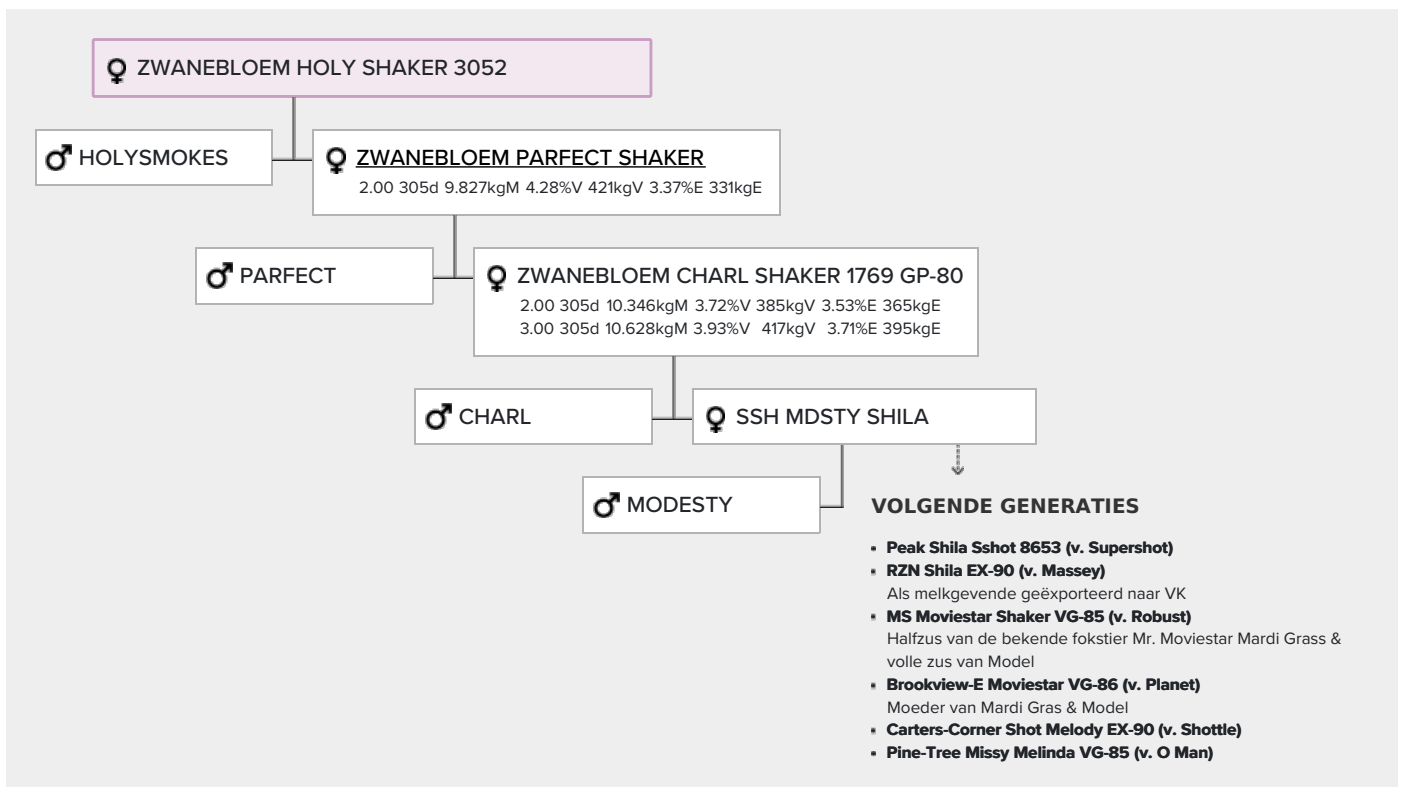 ZWANEBLOEM HOLY SHAKER 3052
HOLYSMOKES
ZWANEBLOEM PARFECT SHAKER
2.00 305d 9.827kgM 4.28%V 421kgV 3.37%E 331kgE
PARFECT
ZWANEBLOEM CHARL SHAKER 1769 GP-80
2.00 305d 10.346kgM 3.72%V 385kgV 3.53%E 365kgE
3.00 305d 10.628kgM 3.93%V 417kgV 3.71%E 395kgE
CHARL
SSH MDSTY SHILA
MODESTY
VOLGENDE GENERATIES
▪ Peak Shila Sshot 8653 (v. Supershot)
▪ RZN Shila EX-90 (v. Massey)
Als melkgevende geëxporteerd naar VK
▪ MS Moviestar Shaker VG-85 (v. Robust)
Halfzus van de bekende fokstier Mr. Moviestar Mardi Grass &
volle zus van Model
▪ Brookview-E Moviestar VG-86 (v. Planet)
Moeder van Mardi Gras & Model
▪ Carters-Corner Shot Melody EX-90 (v. Shottle)
▪ Pine-Tree Missy Melinda VG-85 (v. O Man)